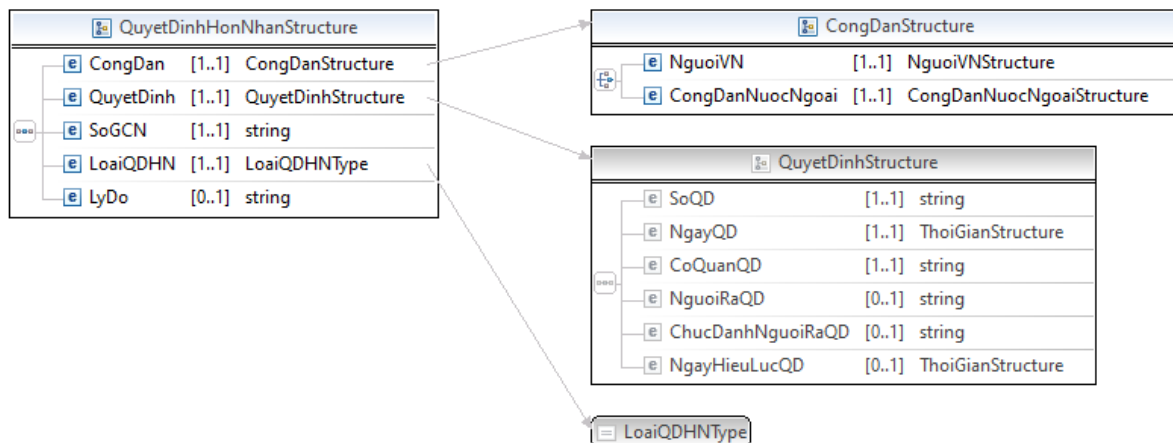 QuyetDinhHonNhanStructure
e CongDan [1..1] CongDanStructure
e QuyetDinh [1..1] QuyetDinhStructure
e SoGCN [1..1] string
e LoaiQDHN [1..1] LoaiQDHNType
e LyDo [0..1] string
CongDanStructure
e NguoiVN [1..1] NguoiVNStructure
e CongDanNuocNgoai [1..1] CongDanNuocNgoaiStructure
QuyetDinhStructure
e SoQD [1..1] string
e NgayQD [1..1] ThoiGianStructure
e CoQuanQD [1..1] string
e NguoiRaQD [0..1] string
e ChucDanhNguoiRaQD [0..1] string
e NgayHieuLucQD [0..1] ThoiGianStructure
LoaiQDHNType